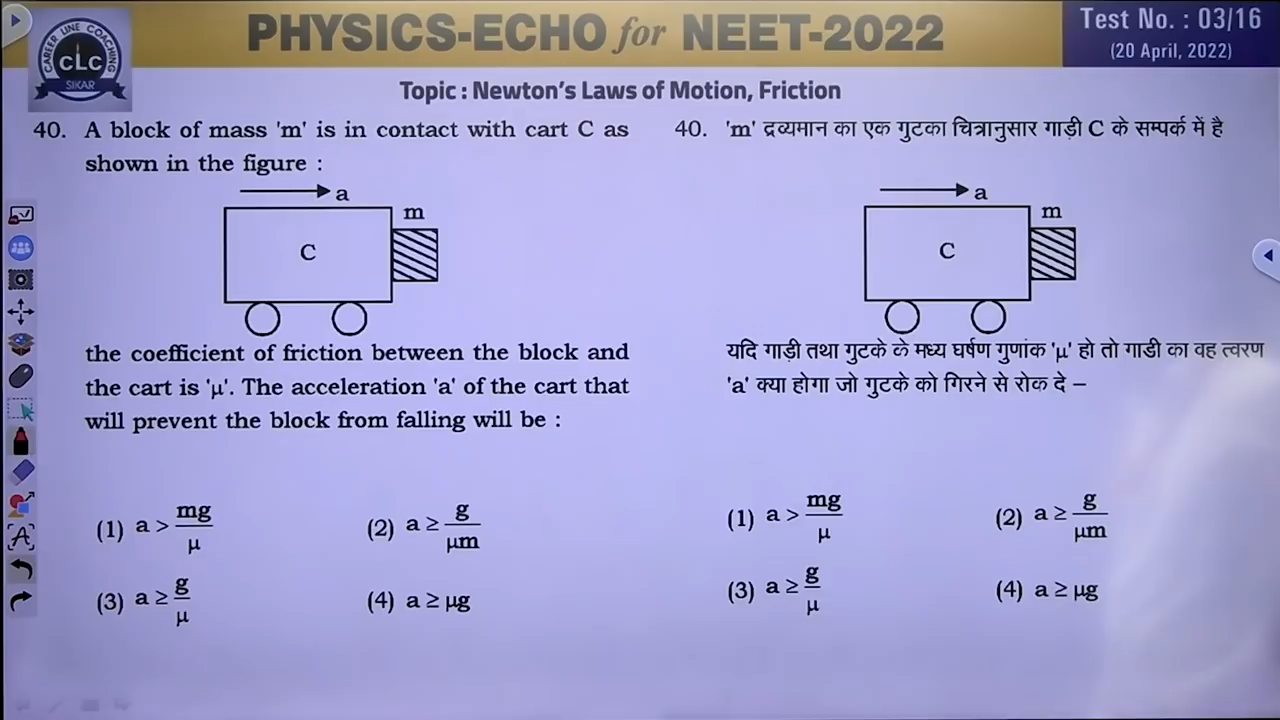 PHYSICS-ECHO for NEET-2022
Test No. : 03/16
(20 April, 2022)
CAREER LINE COACHING
CLC
SIKAR
Topic : Newton's Laws of Motion, Friction
40. A block of mass 'm' is in contact with cart C as
shown in the figure :
a
m
C
the coefficient of friction between the block and
the cart is 'μ'. The acceleration 'a' of the cart that
will prevent the block from falling will be :
(1) a > mg/μ
(2) a ≥ g/μm
(3) a ≥ g/μ
(4) a ≥ μg
40. 'm' द्रव्यमान का एक गुटका चित्रानुसार गाड़ी C के सम्पर्क में है
a
m
C
यदि गाड़ी तथा गुटके के मध्य घर्षण गुणांक 'μ' हो तो गाड़ी का वह त्वरण
'a' क्या होगा जो गुटके को गिरने से रोक दे –
(1) a > mg/μ
(2) a ≥ g/μm
(3) a ≥ g/μ
(4) a ≥ μg